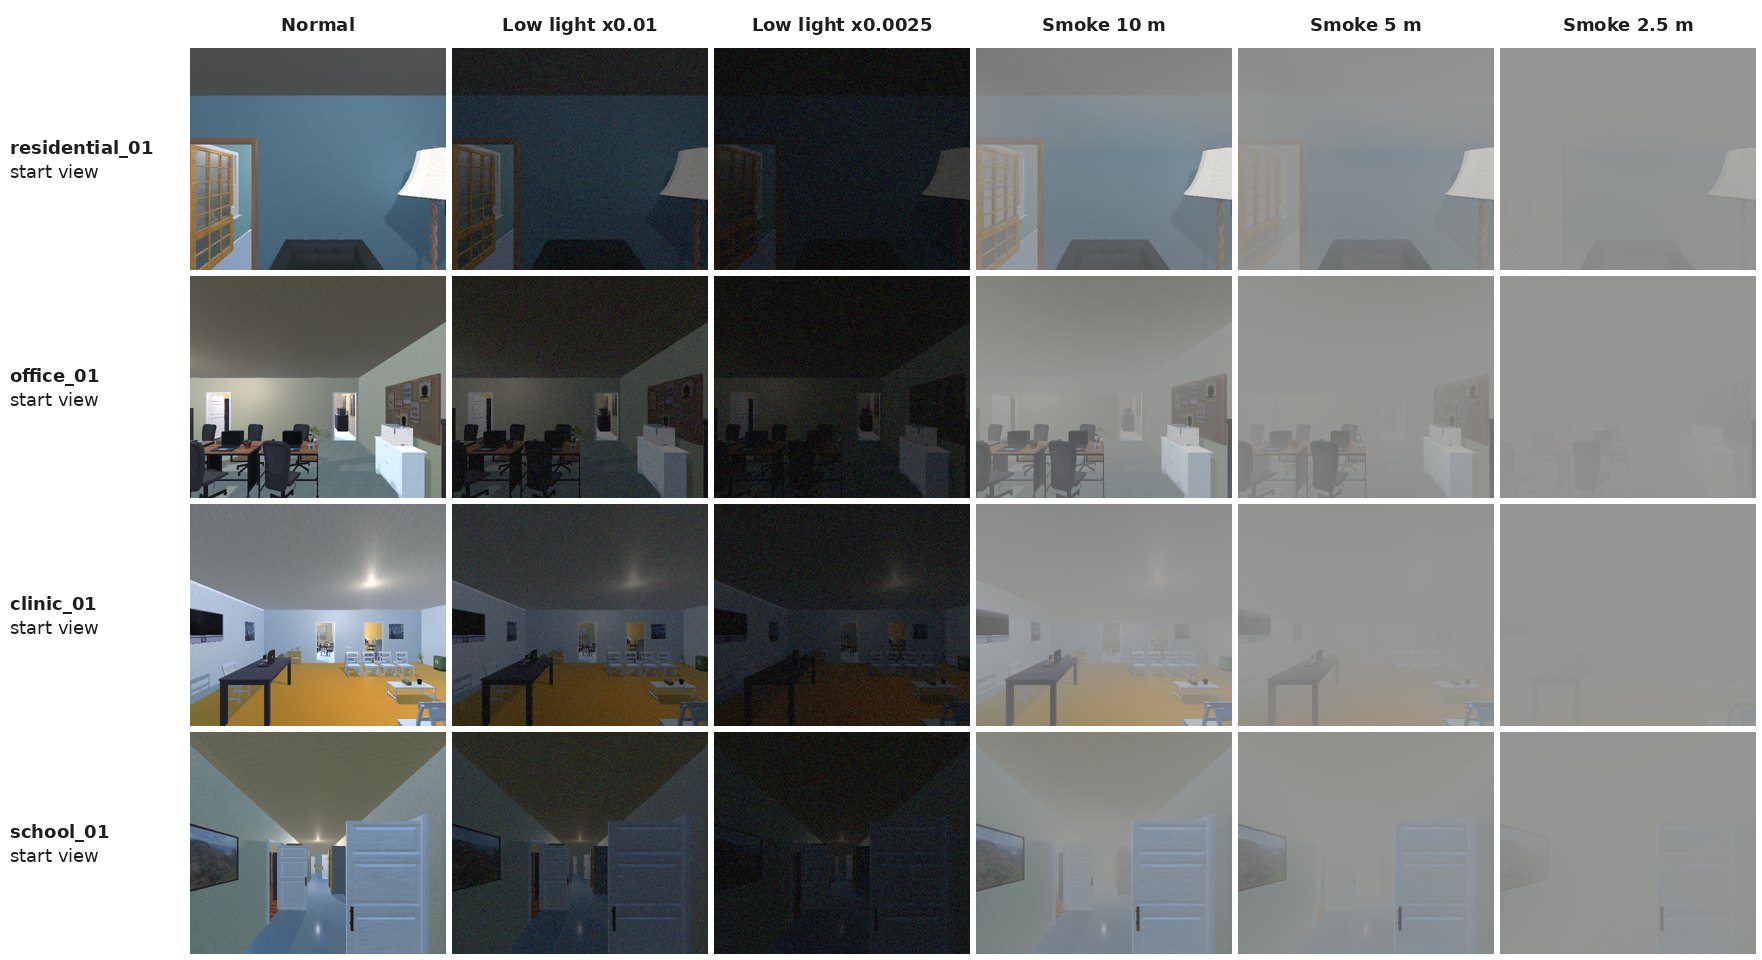 Normal
Low light x0.01
Low light x0.0025
Smoke 10 m
Smoke 5 m
Smoke 2.5 m
residential_01
start view
office_01
start view
clinic_01
start view
school_01
start view